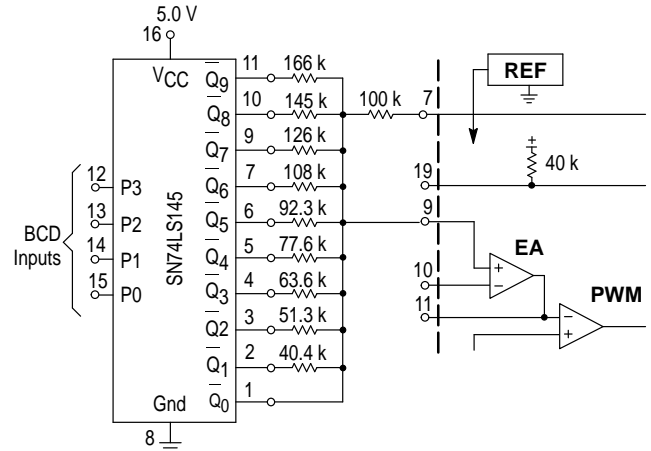 5.0 V
16
VCC
SN74LS145
BCD
Inputs
12 P3
13 P2
14 P1
15 P0
Gnd
8
Q9 11 166 k
Q8 10 145 k
Q7 9 126 k
Q6 7 108 k
Q5 6 92.3 k
Q4 5 77.6 k
Q3 4 63.6 k
Q2 3 51.3 k
Q1 2 40.4 k
Q0 1
100 k 7
REF
+
40 k
19
9
EA
+
10 −
11
PWM
−
+